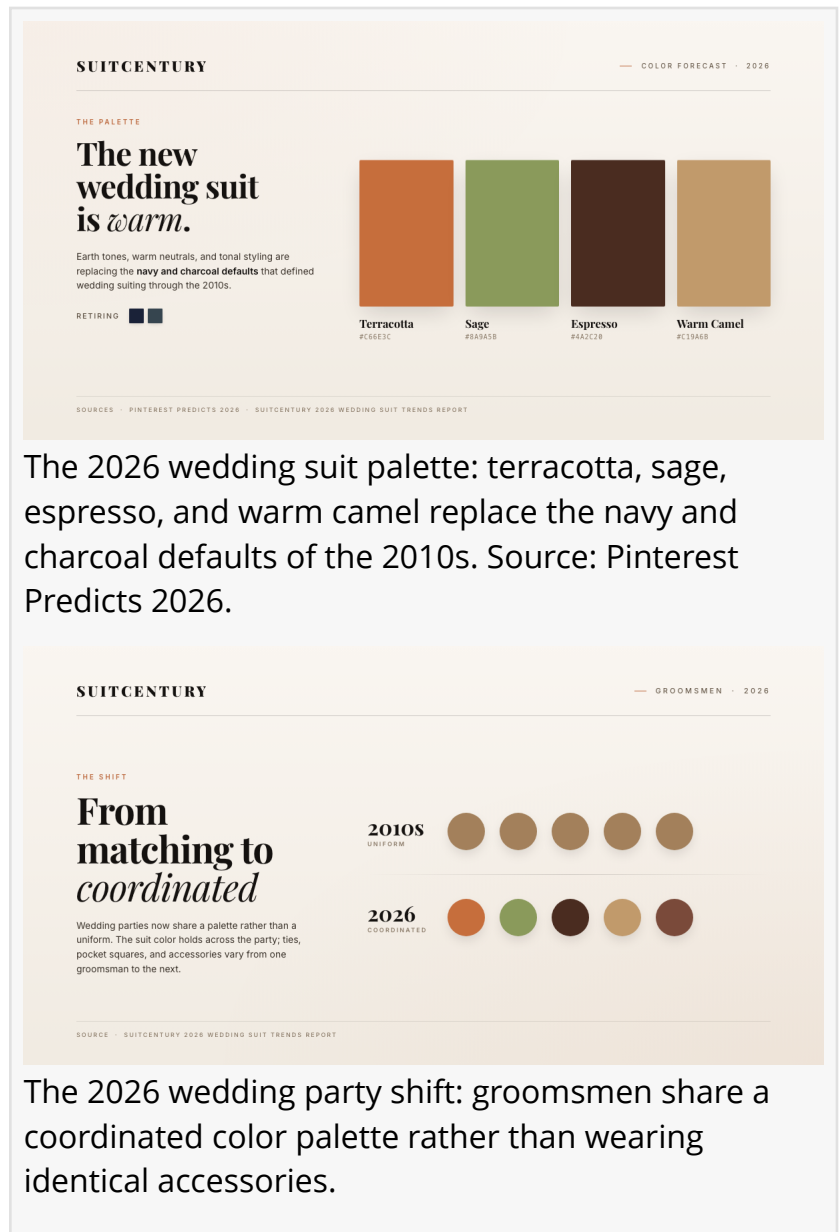 SUITCENTURY
— COLOR FORECAST · 2026
THE PALETTE
The new
wedding suit
is warm.
Earth tones, warm neutrals, and tonal styling are
replacing the navy and charcoal defaults that defined
wedding suiting through the 2010s.
RETIRING
Terracotta
#C66E3C
Sage
#8A9A5B
Espresso
#4A2C20
Warm Camel
#C19A6B
SOURCES · PINTEREST PREDICTS 2026 · SUITCENTURY 2026 WEDDING SUIT TRENDS REPORT
The 2026 wedding suit palette: terracotta, sage,
espresso, and warm camel replace the navy and
charcoal defaults of the 2010s. Source: Pinterest
Predicts 2026.
SUITCENTURY
— GROOMSMEN · 2026
THE SHIFT
From
matching to
coordinated
Wedding parties now share a palette rather than a
uniform. The suit color holds across the party; ties,
pocket squares, and accessories vary from one
groomsman to the next.
2010s
UNIFORM
2026
COORDINATED
SOURCE · SUITCENTURY 2026 WEDDING SUIT TRENDS REPORT
The 2026 wedding party shift: groomsmen share a
coordinated color palette rather than wearing
identical accessories.